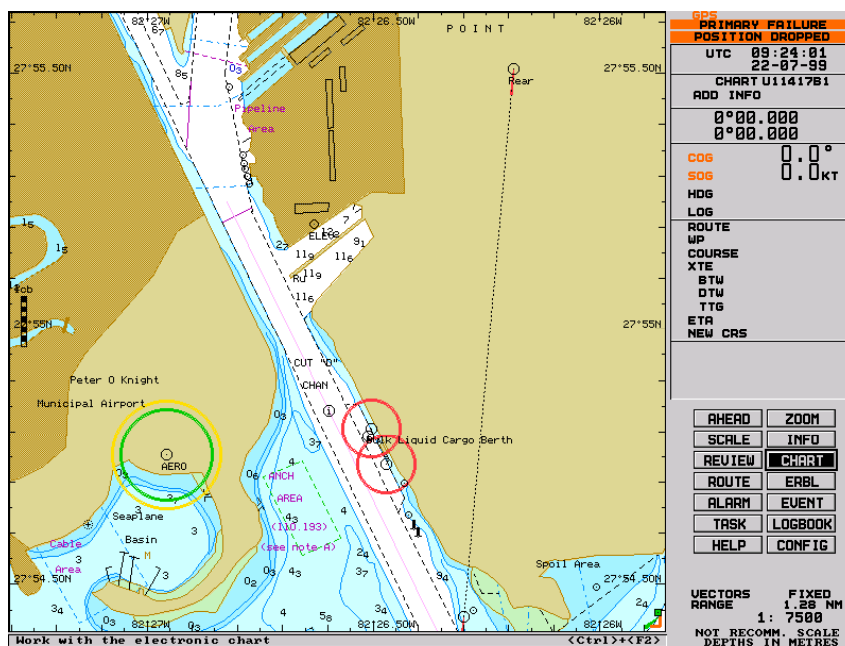 82°27W
82°26.50W
82°26W
POINT
27°55.50N
27°55.50N
Rear
Pipeline
Area
ELEC
Ru
27°55N
27°55N
CUT "D"
CHAN
Peter O Knight
Municipal Airport
AERO
Bulk Liquid Cargo Berth
ANCH
AREA
(110.193)
(see note A)
Seaplane
Basin
M
Cable
Area
Spoil Area
27°54.50N
27°54.50N
82°27W
82°26.50W
82°26W
Work with the electronic chart <Ctrl>+<F2>
GPS
PRIMARY FAILURE
POSITION DROPPED
UTC 09:24:01
22-07-99
CHART U11417B1
ADD INFO
0°00.000
0°00.000
COG 0.0°
SOG 0.0KT
HDG
LOG
ROUTE
WP
COURSE
XTE
BTW
DTW
TTG
ETA
NEW CRS
AHEAD ZOOM
SCALE INFO
REVIEW CHART
ROUTE ERBL
ALARM EVENT
TASK LOGBOOK
HELP CONFIG
VECTORS FIXED
RANGE 1.28 NM
1: 7500
NOT RECOMM. SCALE
DEPTHS IN METRES